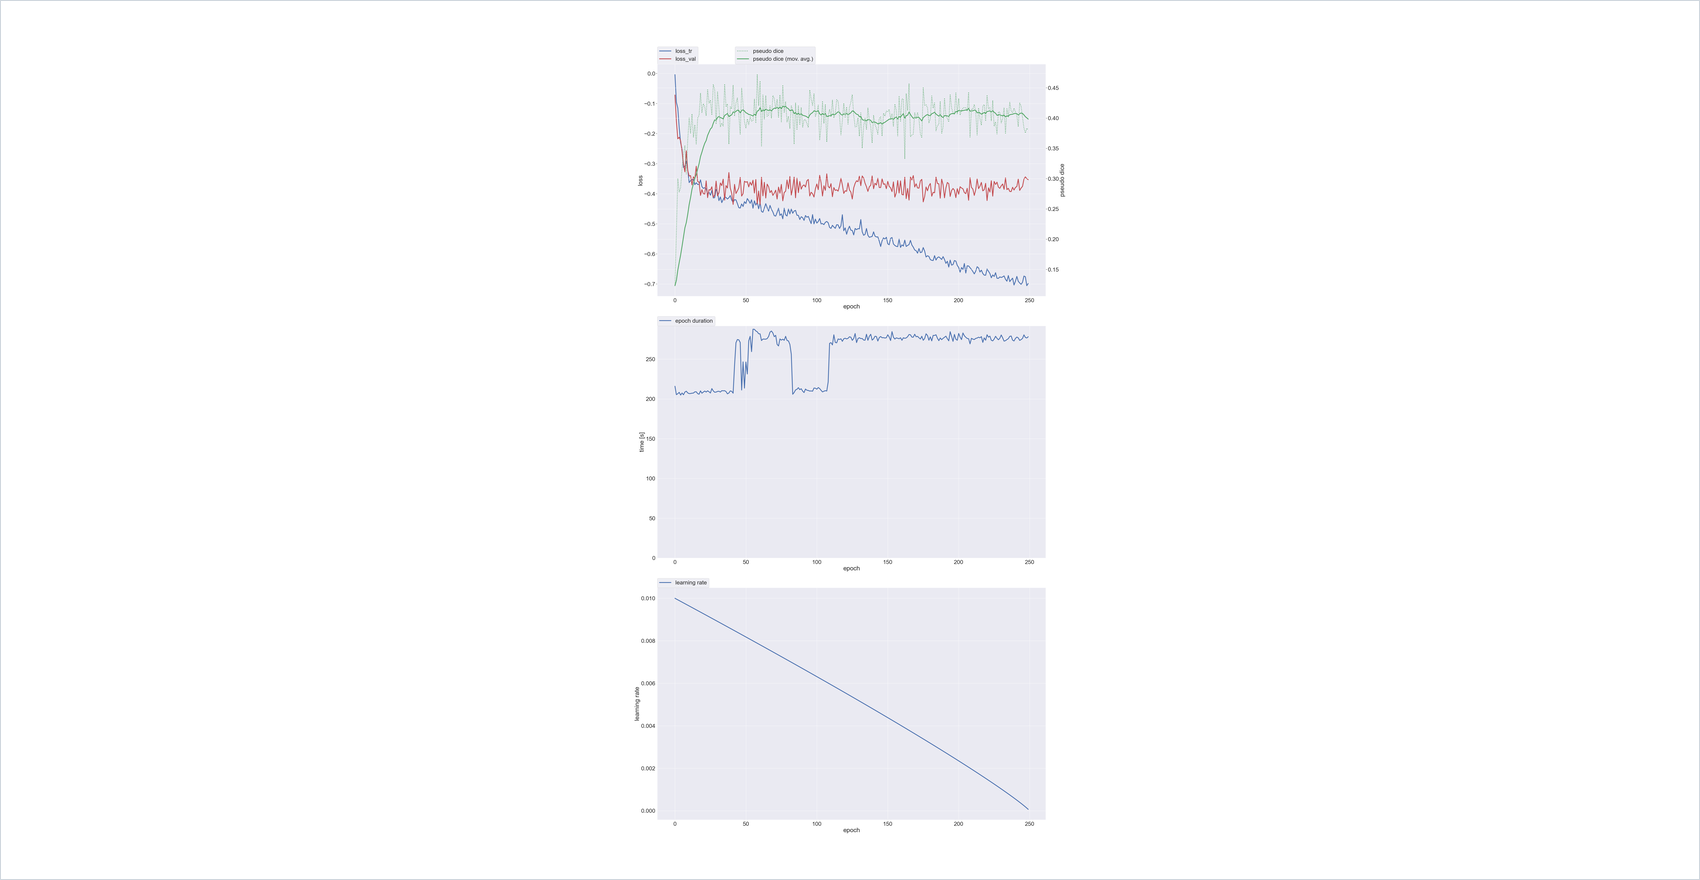 loss_tr
loss_val
pseudo dice
pseudo dice (mov. avg.)
0.0
−0.1
−0.2
−0.3
−0.4
−0.5
−0.6
−0.7
loss
0.45
0.40
0.35
0.30
0.25
0.20
0.15
pseudo dice
0 50 100 150 200 250
epoch
epoch duration
250
200
150
100
50
0
time [s]
0 50 100 150 200 250
epoch
learning rate
0.010
0.008
0.006
0.004
0.002
0.000
learning rate
0 50 100 150 200 250
epoch